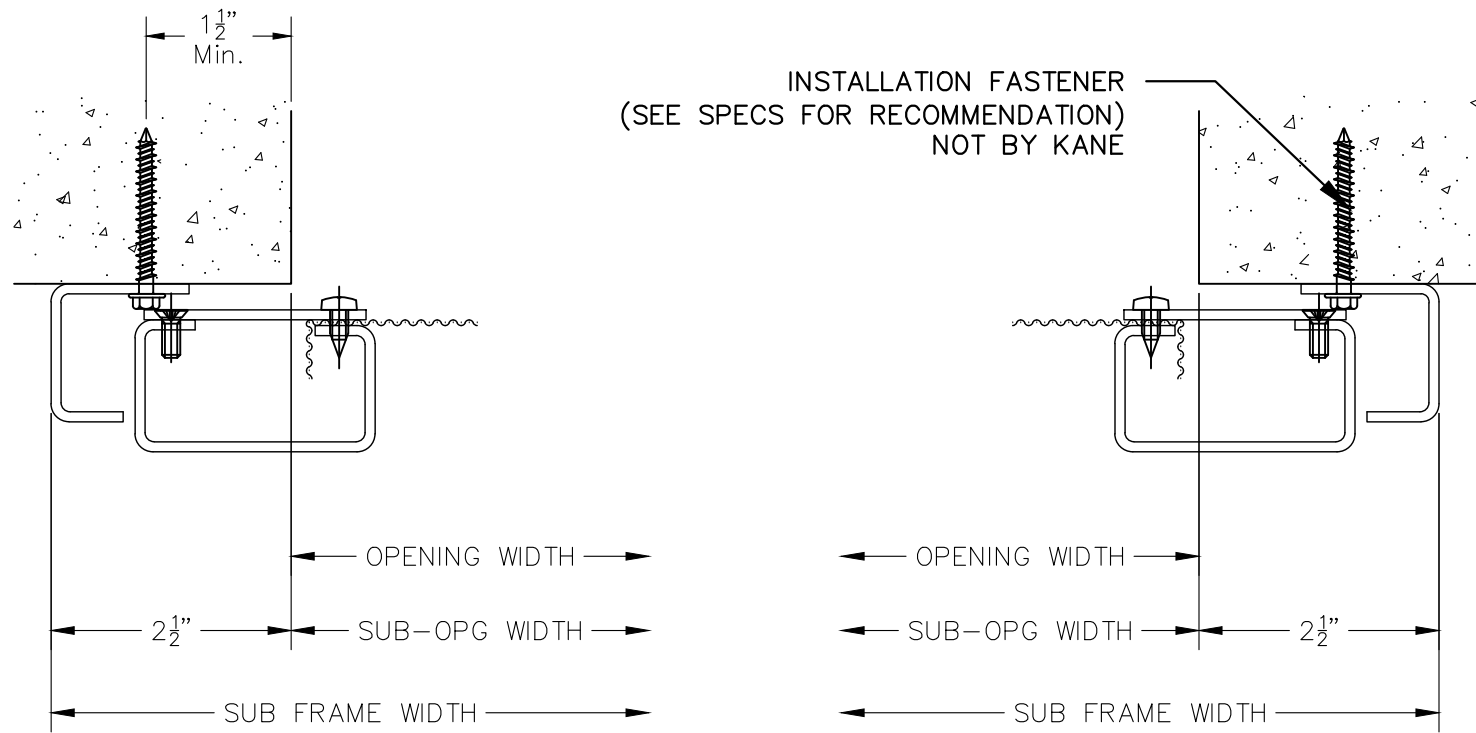 1½"
Min.
INSTALLATION FASTENER
(SEE SPECS FOR RECOMMENDATION)
NOT BY KANE
OPENING WIDTH
OPENING WIDTH
2½"
SUB-OPG WIDTH
SUB-OPG WIDTH
2½"
SUB FRAME WIDTH
SUB FRAME WIDTH